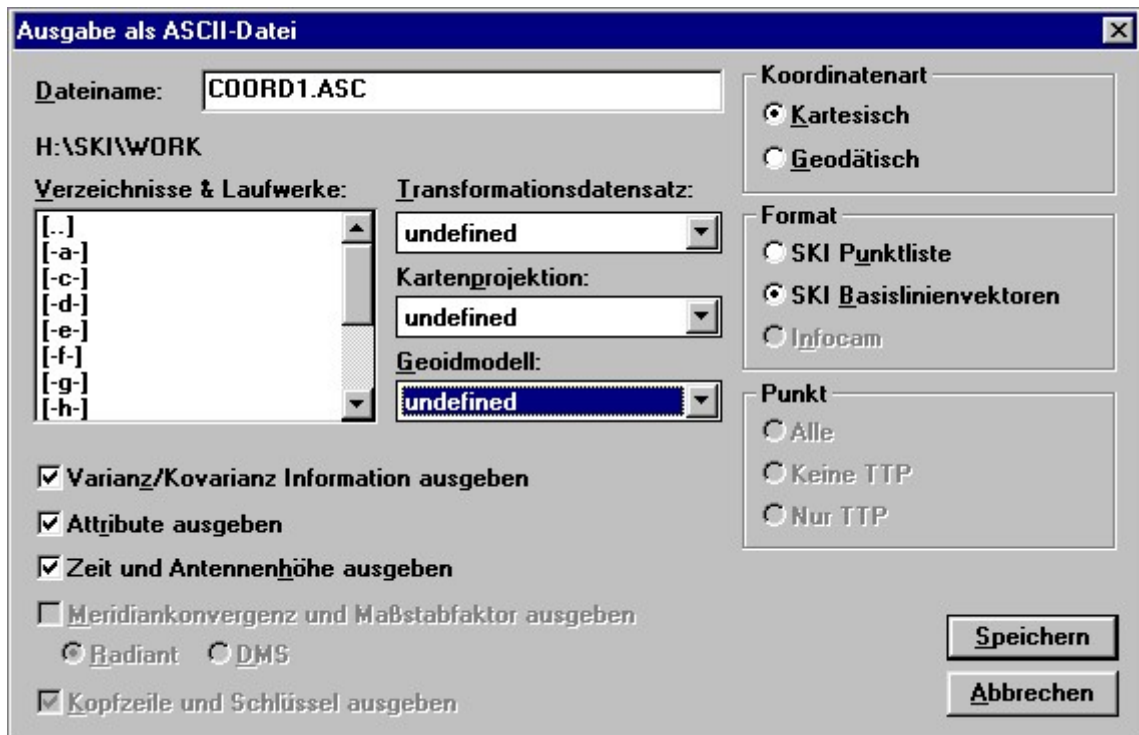 Ausgabe als ASCII-Datei
Dateiname: COORD1.ASC
H:\SKI\WORK
Verzeichnisse & Laufwerke:
[..]
[-a-]
[-c-]
[-d-]
[-e-]
[-f-]
[-g-]
[-h-]
Transformationsdatensatz:
undefined
Kartenprojektion:
undefined
Geoidmodell:
undefined
Koordinatenart
Kartesisch
Geodätisch
Format
SKI Punktliste
SKI Basislinienvektoren
Infocam
Punkt
Alle
Keine TTP
Nur TTP
Varianz/Kovarianz Information ausgeben
Attribute ausgeben
Zeit und Antennenhöhe ausgeben
Meridiankonvergenz und Maßstabfaktor ausgeben
Radiant DMS
Kopfzeile und Schlüssel ausgeben
Speichern
Abbrechen